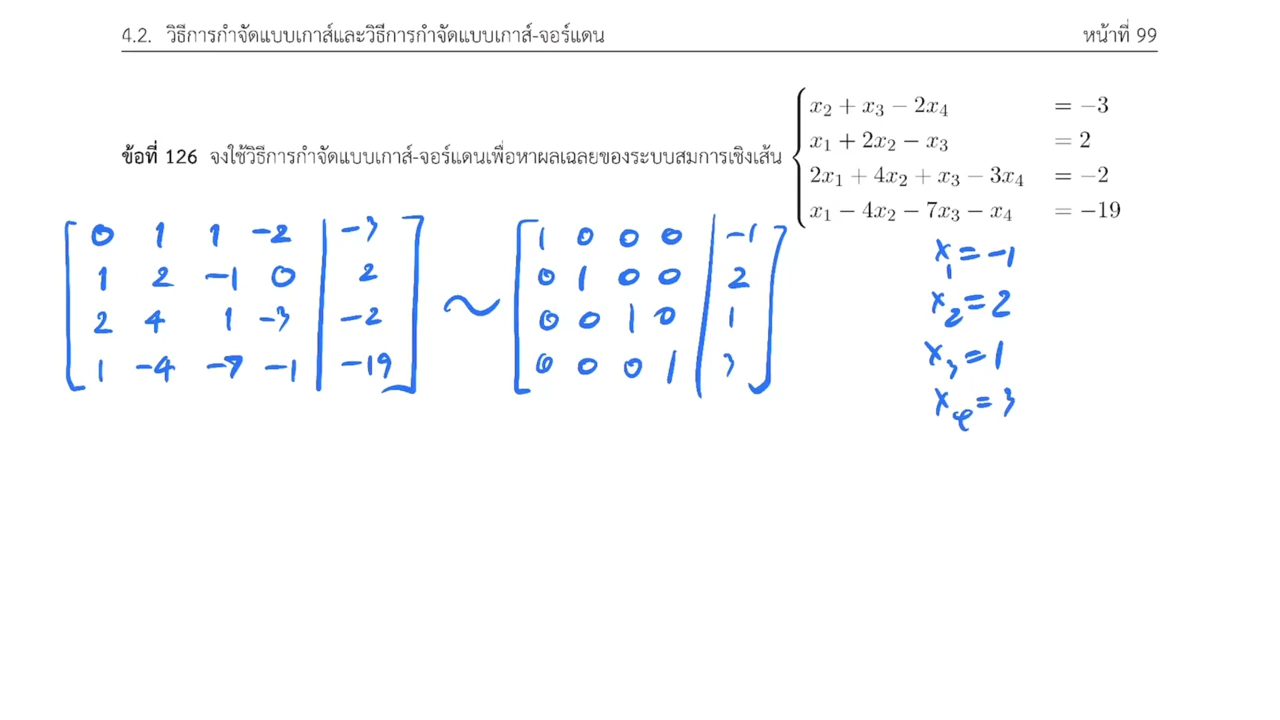 4.2. วิธีการกำจัดแบบเกาส์และวิธีการกำจัดแบบเกาส์-จอร์แดน หน้าที่ 99
ข้อที่ 126 จงใช้วิธีการกำจัดแบบเกาส์-จอร์แดนเพื่อหาผลเฉลยของระบบสมการเชิงเส้น
x₂ + x₃ − 2x₄ = −3
x₁ + 2x₂ − x₃ = 2
2x₁ + 4x₂ + x₃ − 3x₄ = −2
x₁ − 4x₂ − 7x₃ − x₄ = −19
0 1 1 -2 | -3
1 2 -1 0 | 2
2 4 1 -3 | -2
1 -4 -7 -1 | -19
~
1 0 0 0 | -1
0 1 0 0 | 2
0 0 1 0 | 1
0 0 0 1 | 3
x₁ = -1
x₂ = 2
x₃ = 1
x₄ = 3